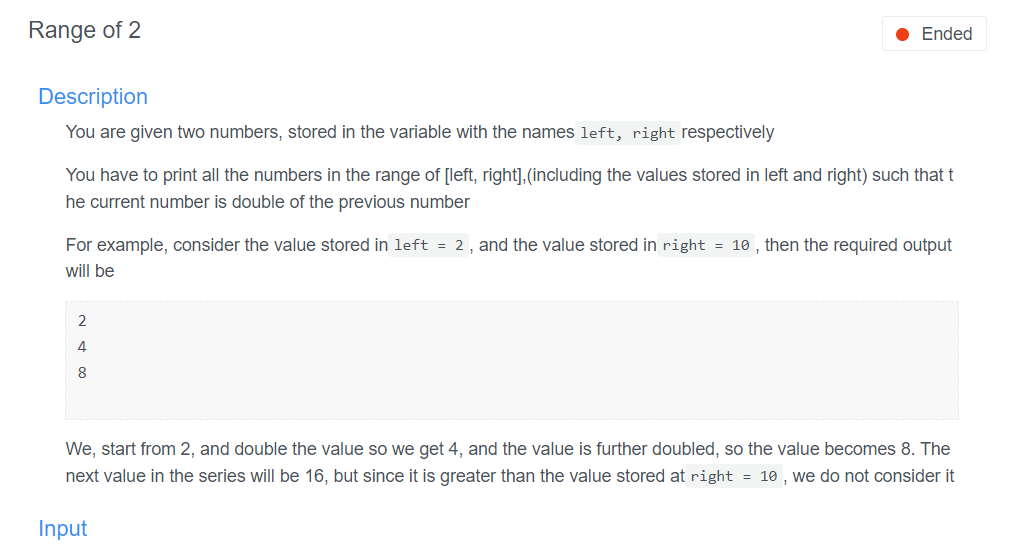 Range of 2
Ended
Description
You are given two numbers, stored in the variable with the names left, right respectively
You have to print all the numbers in the range of [left, right],(including the values stored in left and right) such that t
he current number is double of the previous number
For example, consider the value stored in left = 2 , and the value stored in right = 10 , then the required output
will be
2
4
8
We, start from 2, and double the value so we get 4, and the value is further doubled, so the value becomes 8. The
next value in the series will be 16, but since it is greater than the value stored at right = 10 , we do not consider it
Input